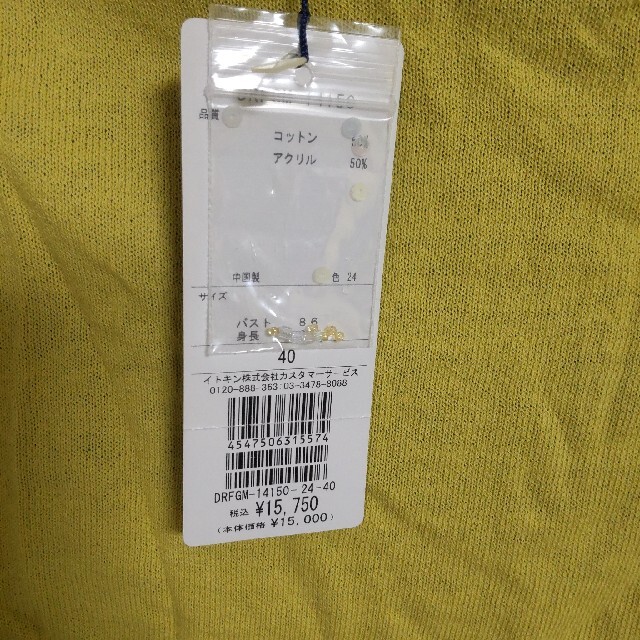 品質
コットン 50%
アクリル 50%
中国製 色 24
サイズ
バスト 86
身長
40
イトキン株式会社カスタマーサービス
0120-888-363:03-3478-8088
4547506315574
DRFGM-14150-24-40
税込 ¥15,750
(本体価格 ¥15,000)